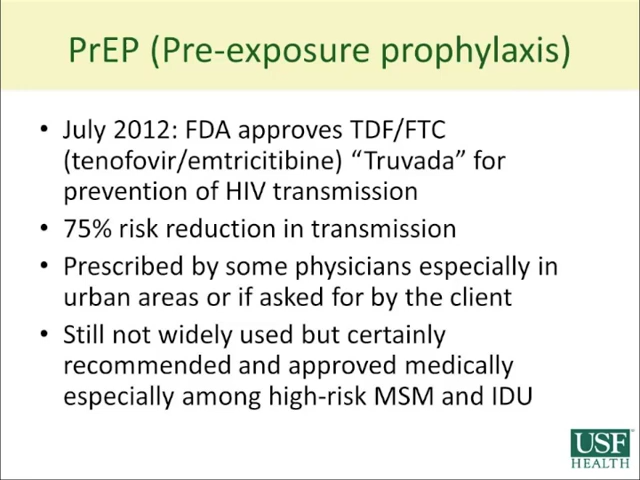 PrEP (Pre-exposure prophylaxis)
• July 2012: FDA approves TDF/FTC
(tenofovir/emtricitibine) “Truvada” for
prevention of HIV transmission
• 75% risk reduction in transmission
• Prescribed by some physicians especially in
urban areas or if asked for by the client
• Still not widely used but certainly
recommended and approved medically
especially among high-risk MSM and IDU
USF
HEALTH